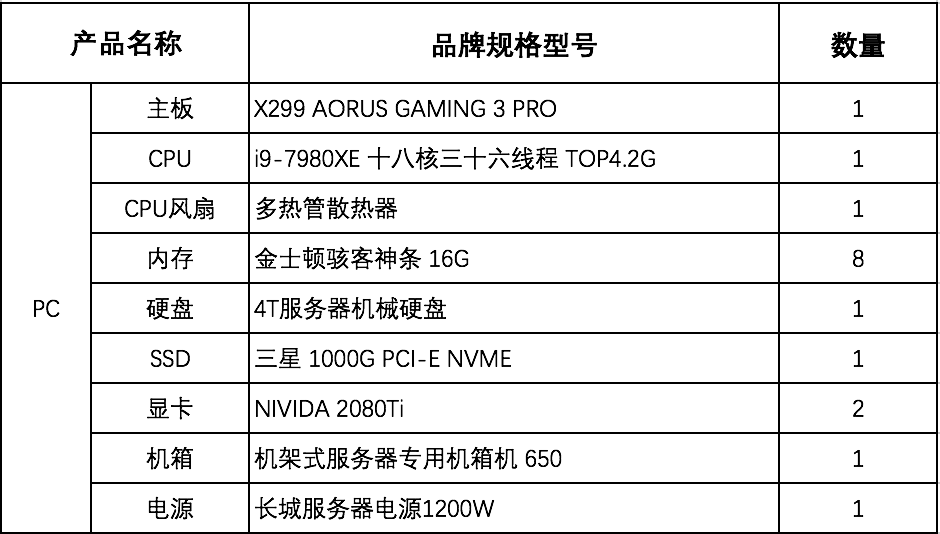 产品名称 品牌规格型号 数量
主板 X299 AORUS GAMING 3 PRO 1
CPU i9-7980XE 十八核三十六线程 TOP4.2G 1
CPU风扇 多热管散热器 1
内存 金士顿骇客神条 16G 8
PC 硬盘 4T服务器机械硬盘 1
SSD 三星 1000G PCI-E NVME 1
显卡 NIVIDA 2080Ti 2
机箱 机架式服务器专用机箱机 650 1
电源 长城服务器电源1200W 1